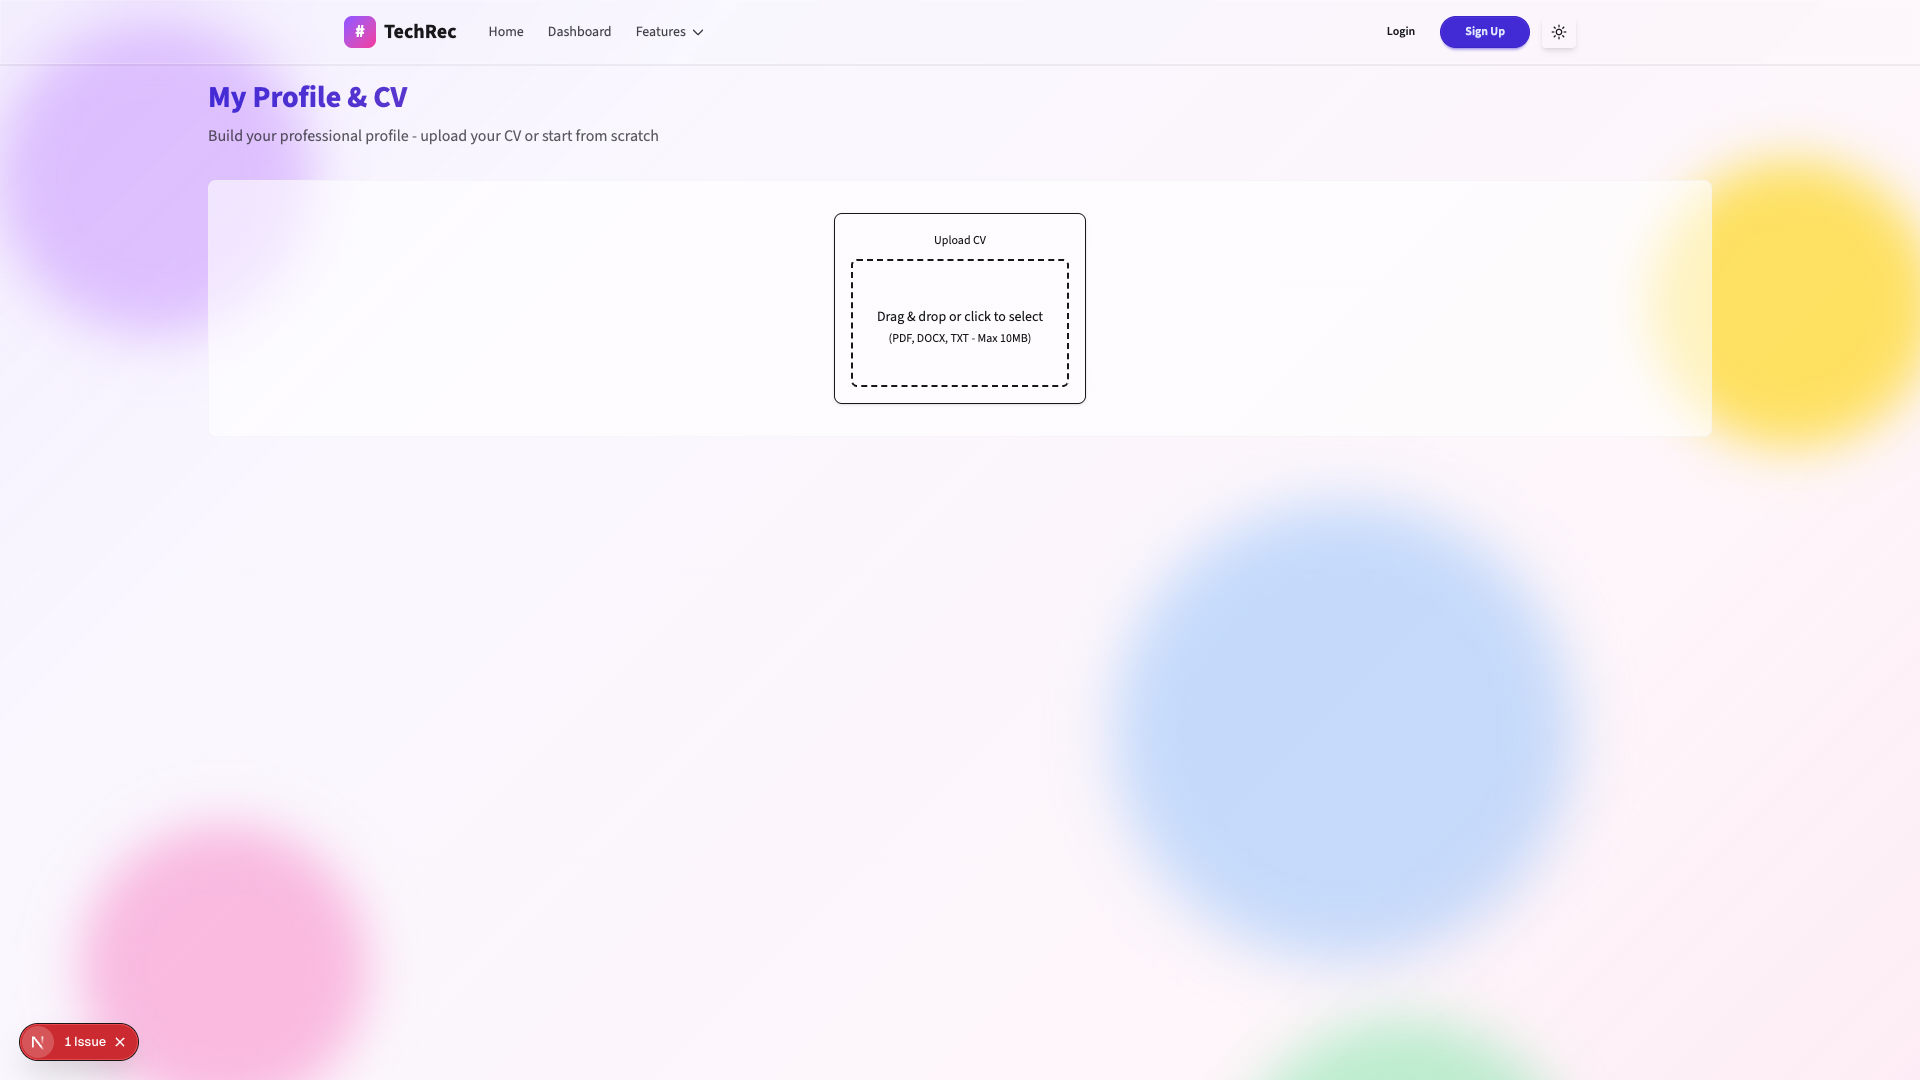 # TechRec Home Dashboard Features Login Sign Up
My Profile & CV
Build your professional profile - upload your CV or start from scratch
Upload CV
Drag & drop or click to select
(PDF, DOCX, TXT - Max 10MB)
N 1 Issue